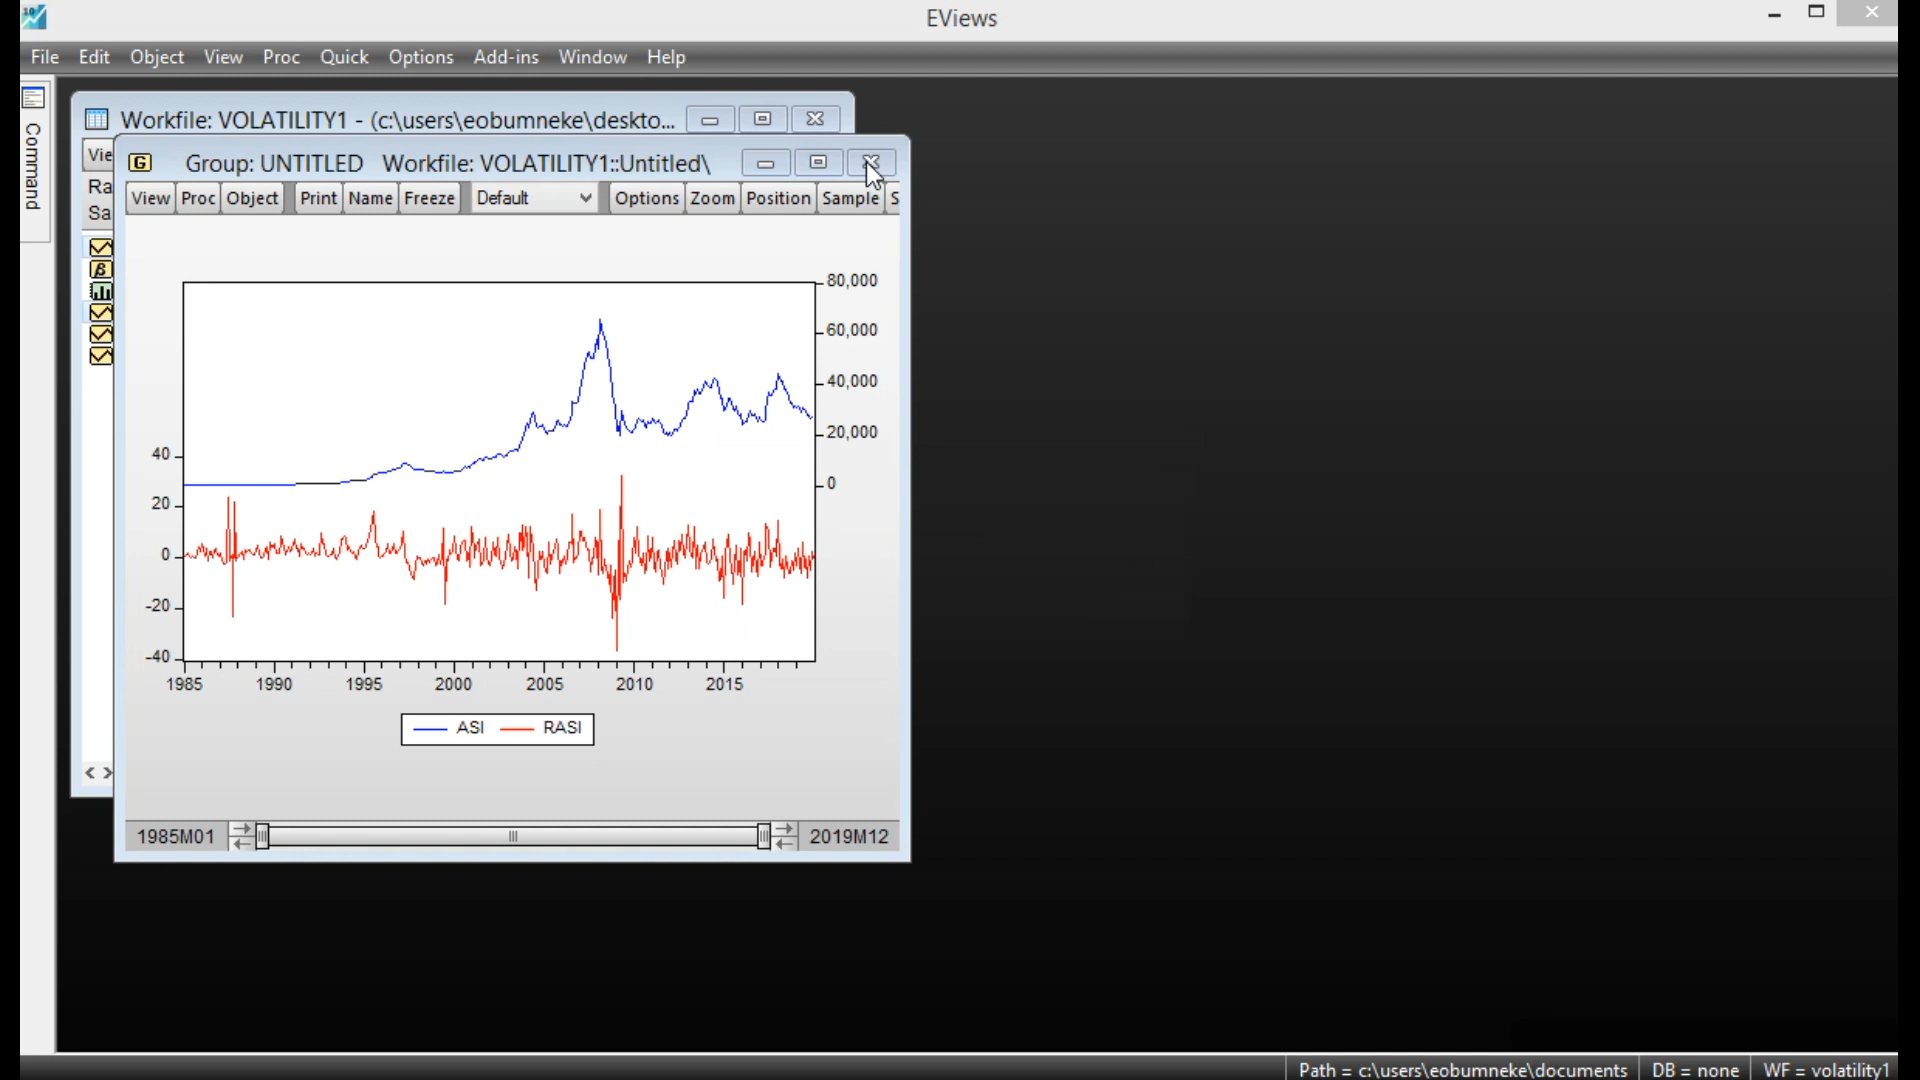 10
EViews
File Edit Object View Proc Quick Options Add-ins Window Help
Command
Workfile: VOLATILITY1 - (c:\users\eobumneke\deskto...
Vie
Ra
Sa
G
Group: UNTITLED Workfile: VOLATILITY1::Untitled\
View Proc Object Print Name Freeze Default Options Zoom Position Sample S
80,000
60,000
40,000
20,000
0
40
20
0
-20
-40
1985 1990 1995 2000 2005 2010 2015
ASI RASI
1985M01 2019M12
Path = c:\users\eobumneke\documents DB = none WF = volatility1